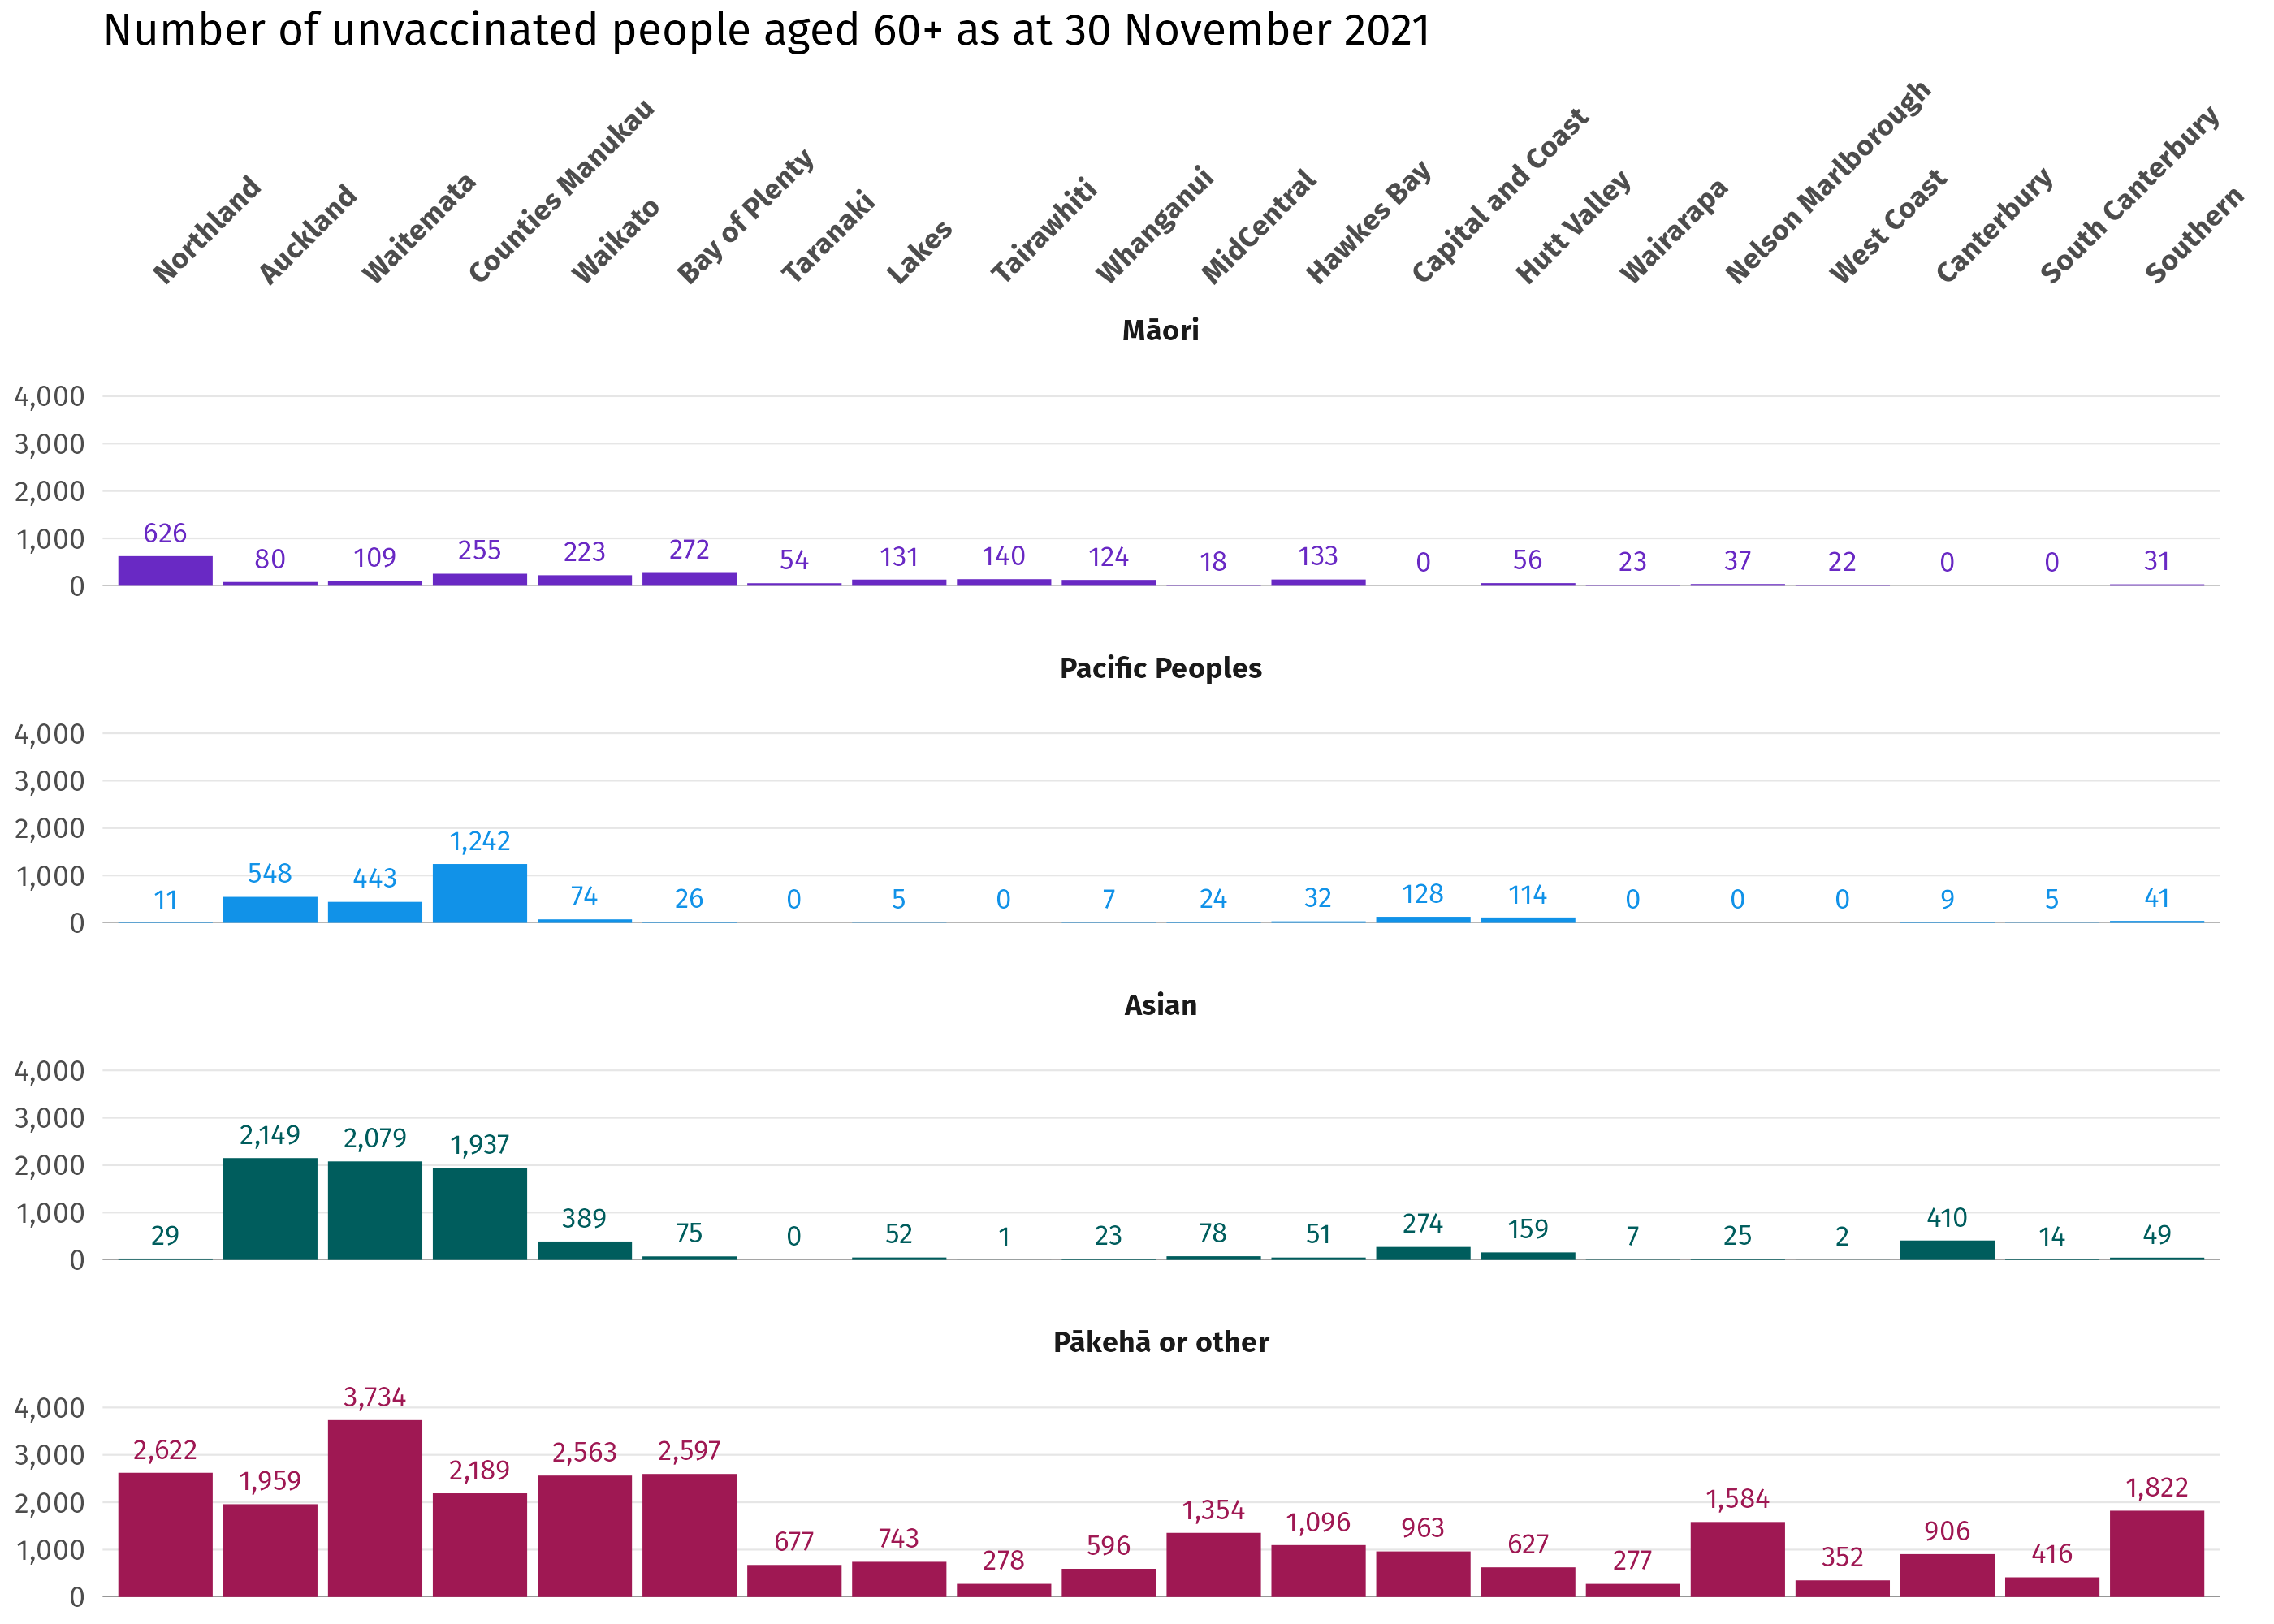 Number of unvaccinated people aged 60+ as at 30 November 2021
Northland Auckland Waitemata Counties Manukau Waikato Bay of Plenty Taranaki Lakes Tairawhiti Whanganui MidCentral Hawkes Bay Capital and Coast Hutt Valley Wairarapa Nelson Marlborough West Coast Canterbury South Canterbury Southern
Māori
4,000
3,000
2,000
1,000
0
626 80 109 255 223 272 54 131 140 124 18 133 0 56 23 37 22 0 0 31
Pacific Peoples
4,000
3,000
2,000
1,000
0
11 548 443 1,242 74 26 0 5 0 7 24 32 128 114 0 0 0 9 5 41
Asian
4,000
3,000
2,000
1,000
0
29 2,149 2,079 1,937 389 75 0 52 1 23 78 51 274 159 7 25 2 410 14 49
Pākehā or other
4,000
3,000
2,000
1,000
0
2,622 1,959 3,734 2,189 2,563 2,597 677 743 278 596 1,354 1,096 963 627 277 1,584 352 906 416 1,822